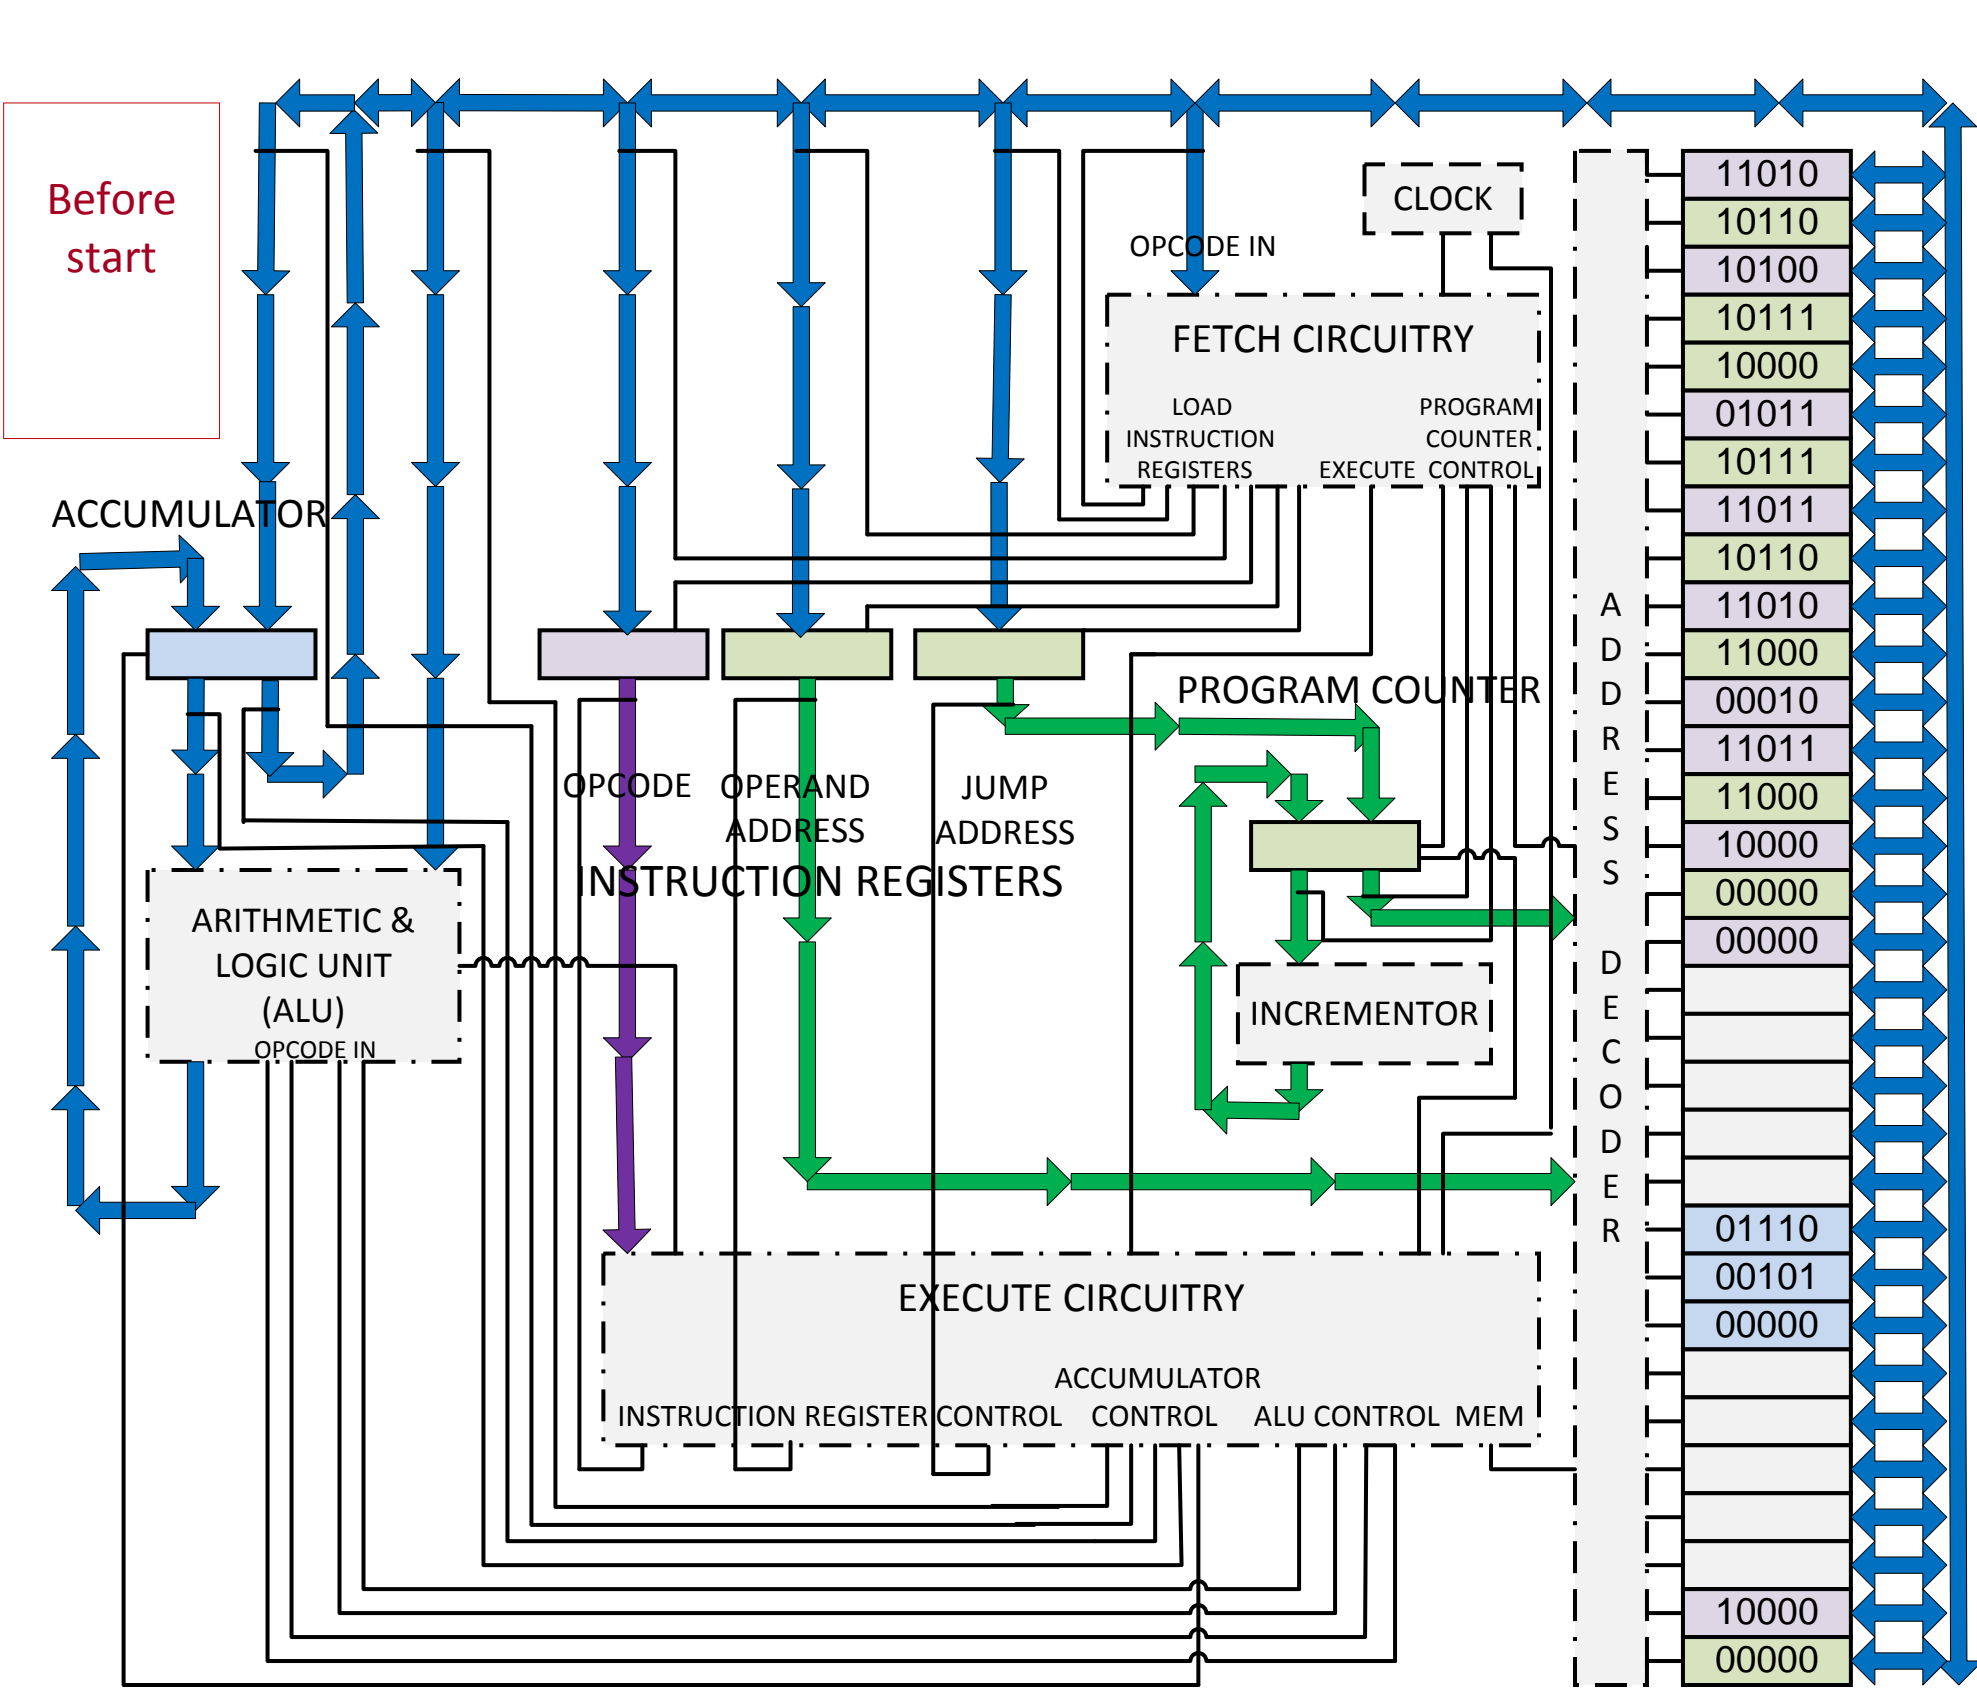 Before
start
ACCUMULATOR
ARITHMETIC &
LOGIC UNIT
(ALU)
OPCODE IN
OPCODE
OPERAND
ADDRESS
JUMP
ADDRESS
INSTRUCTION REGISTERS
OPCODE IN
CLOCK
FETCH CIRCUITRY
LOAD
INSTRUCTION
REGISTERS
EXECUTE
PROGRAM
COUNTER
CONTROL
PROGRAM COUNTER
INCREMENTOR
EXECUTE CIRCUITRY
INSTRUCTION REGISTER CONTROL
ACCUMULATOR
CONTROL
ALU CONTROL
MEM
A
D
D
R
E
S
S
D
E
C
O
D
E
R
11010
10110
10100
10111
10000
01011
10111
11011
10110
11010
11000
00010
11011
11000
10000
00000
00000
01110
00101
00000
10000
00000